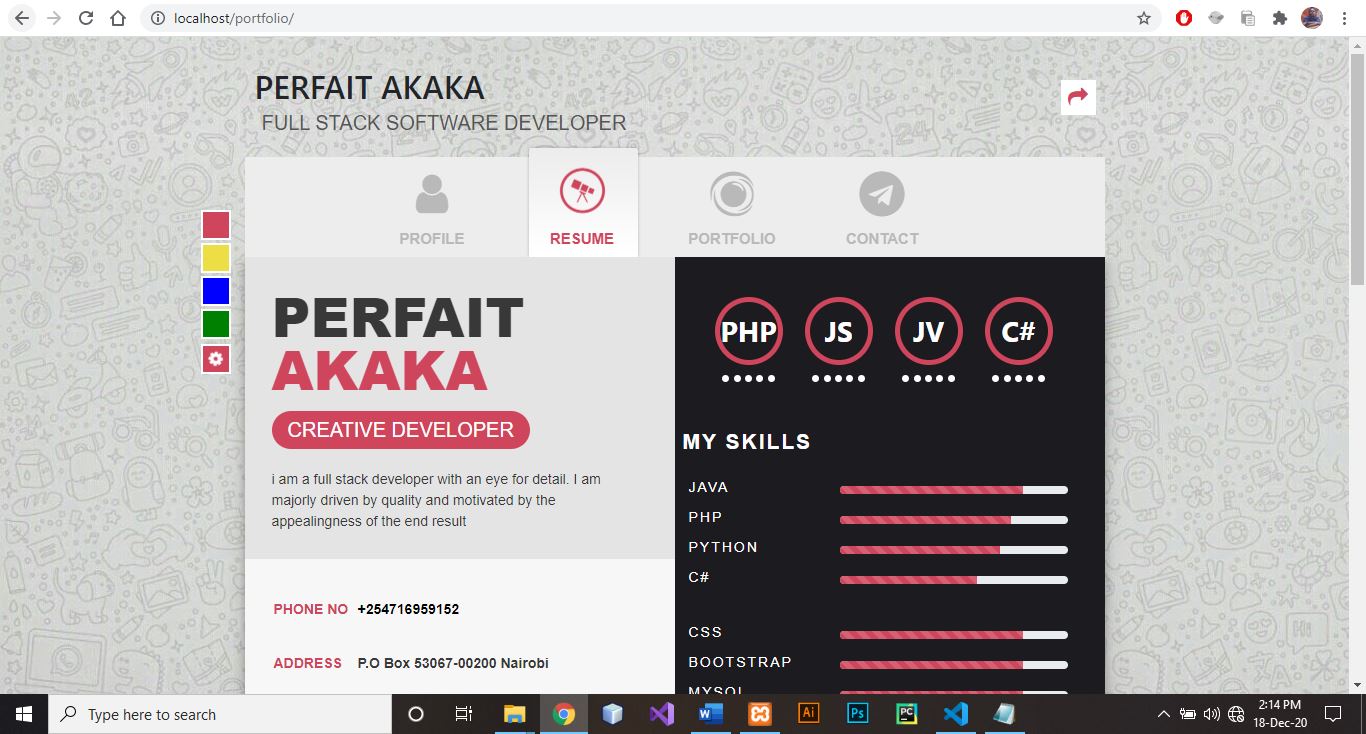 localhost/portfolio/
PERFAIT AKAKA
FULL STACK SOFTWARE DEVELOPER
PROFILE
RESUME
PORTFOLIO
CONTACT
PERFAIT
AKAKA
CREATIVE DEVELOPER
i am a full stack developer with an eye for detail. I am
majorly driven by quality and motivated by the
appealingness of the end result
PHONE NO +254716959152
ADDRESS P.O Box 53067-00200 Nairobi
PHP JS JV C#
MY SKILLS
JAVA
PHP
PYTHON
C#
CSS
BOOTSTRAP
MYSQL
Type here to search
W
Ai
Ps
PC
2:14 PM
18-Dec-20